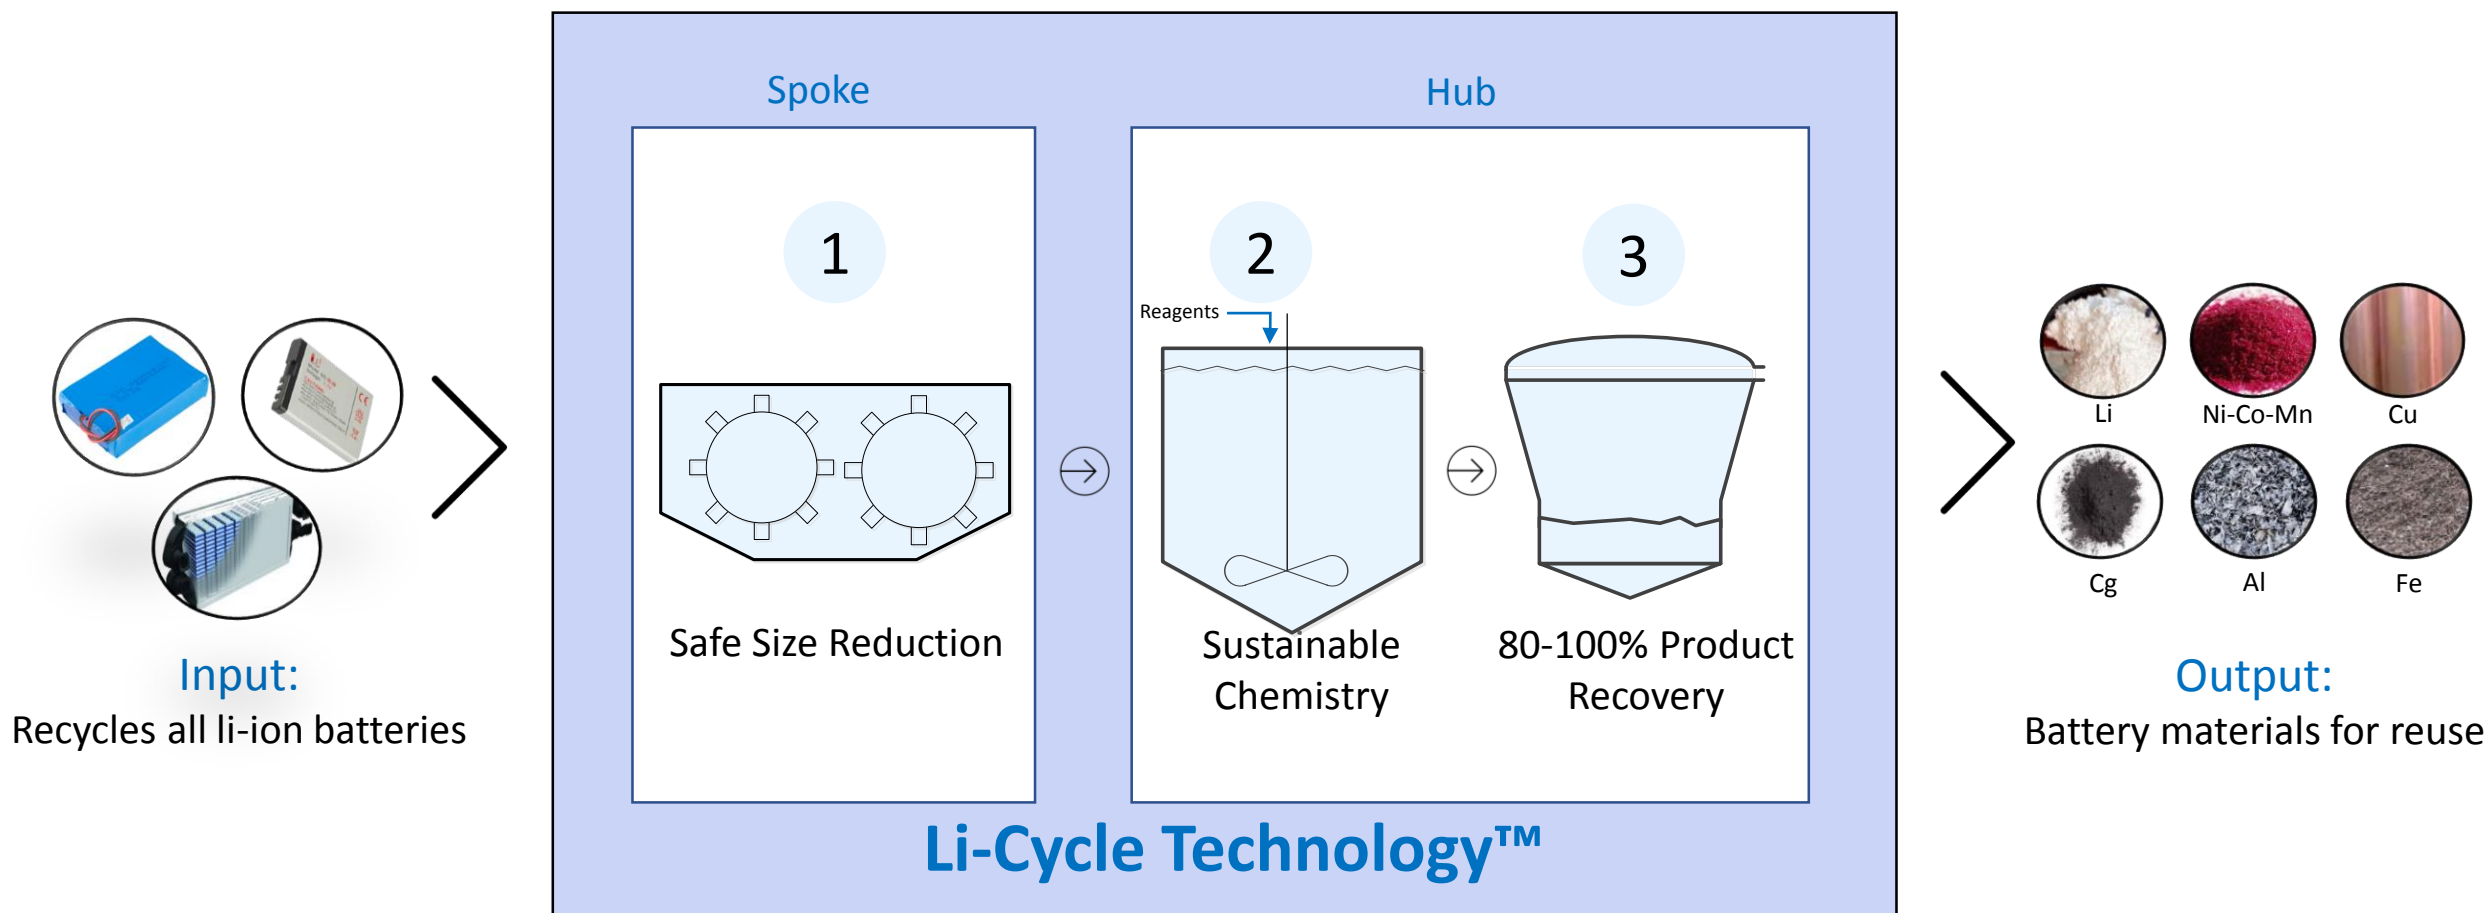 Spoke
Hub
1
2
3
Reagents
Safe Size Reduction
Sustainable
Chemistry
80-100% Product
Recovery
Input:
Recycles all li-ion batteries
Li
Ni-Co-Mn
Cu
Cg
Al
Fe
Output:
Battery materials for reuse
Li-Cycle Technology™